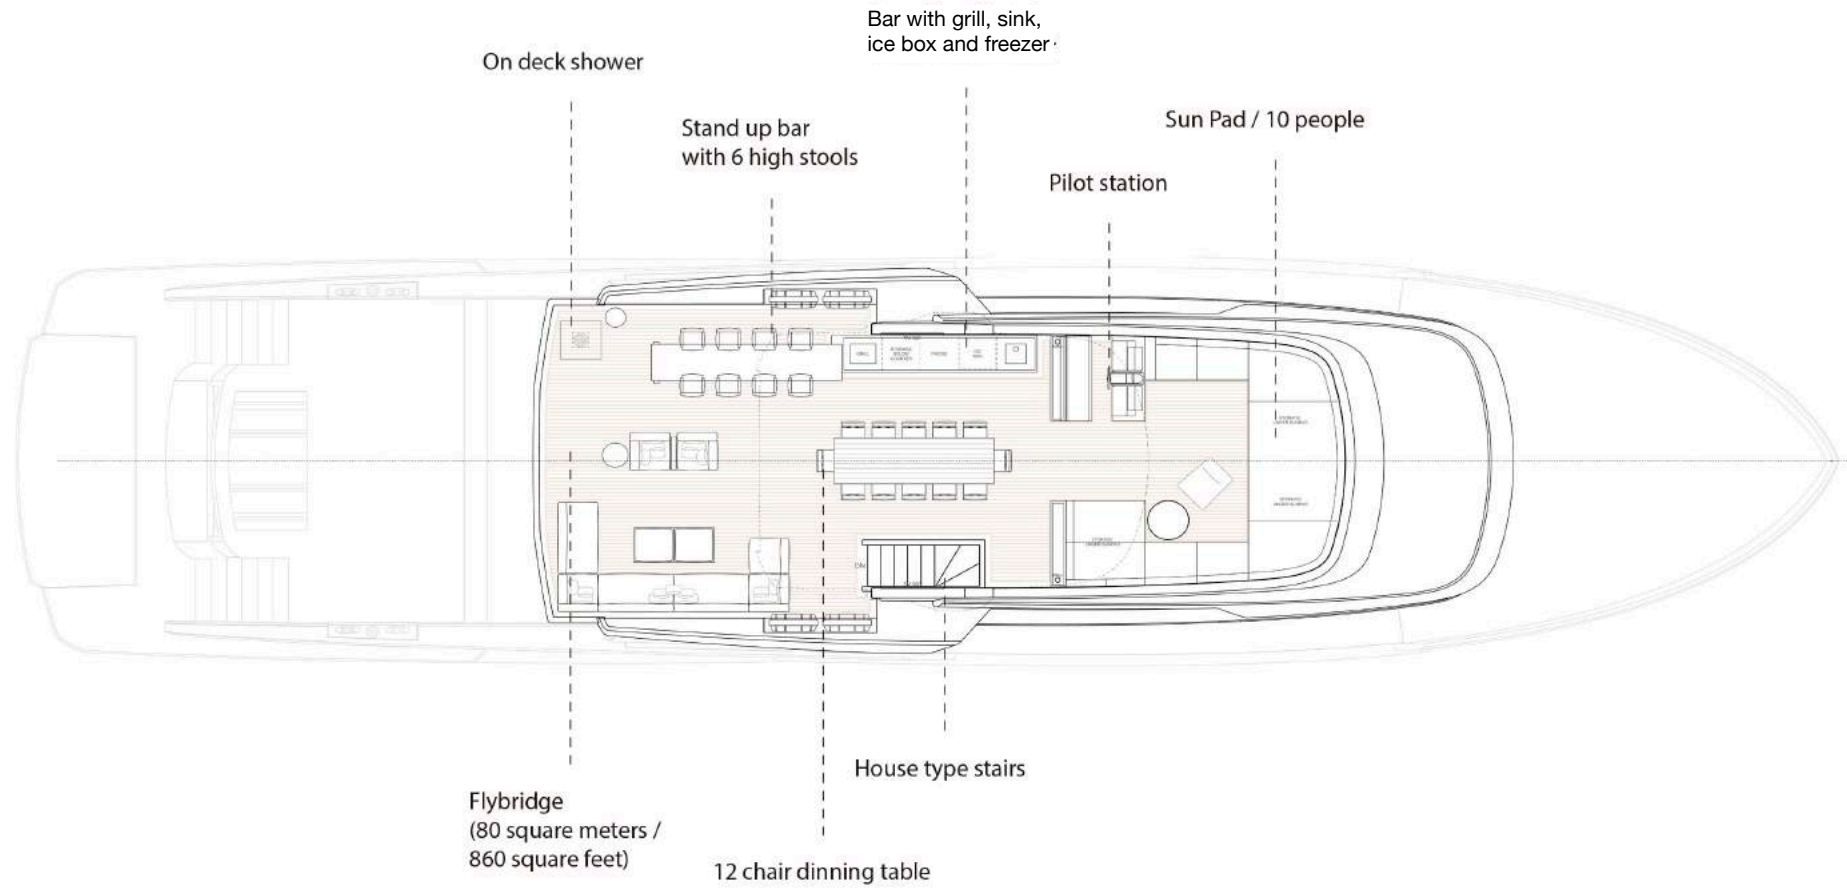 Bar with grill, sink,
ice box and freezer
On deck shower
Stand up bar
with 6 high stools
Sun Pad / 10 people
Pilot station
GRILL
House type stairs
Flybridge
(80 square meters /
860 square feet)
12 chair dinning table